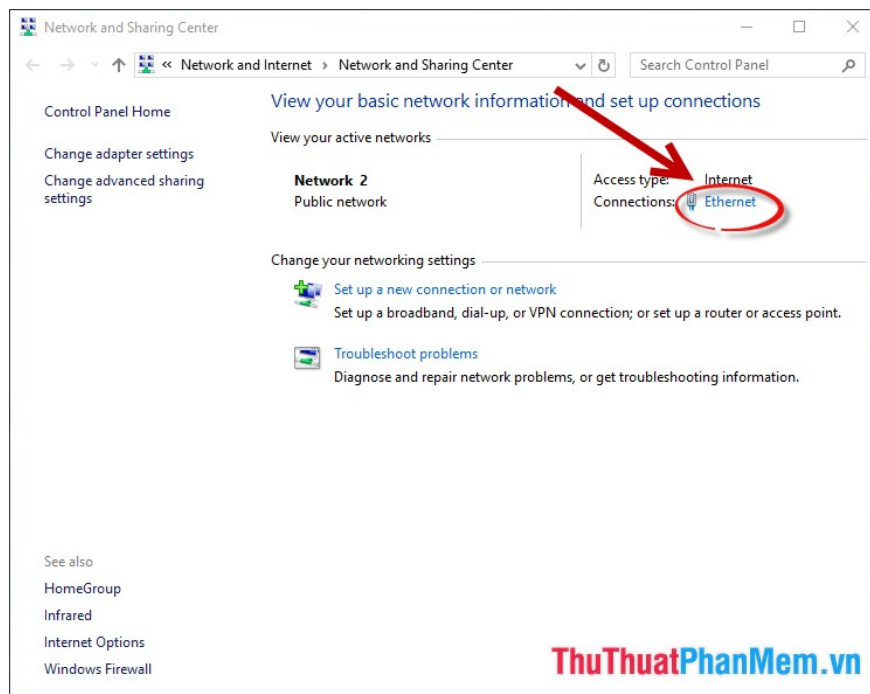 Network and Sharing Center
« Network and Internet › Network and Sharing Center
Search Control Panel
Control Panel Home
Change adapter settings
Change advanced sharing
settings
View your basic network information and set up connections
View your active networks
Network 2
Public network
Access type: Internet
Connections: Ethernet
Change your networking settings
Set up a new connection or network
Set up a broadband, dial-up, or VPN connection; or set up a router or access point.
Troubleshoot problems
Diagnose and repair network problems, or get troubleshooting information.
See also
HomeGroup
Infrared
Internet Options
Windows Firewall
ThuThuatPhanMem.vn